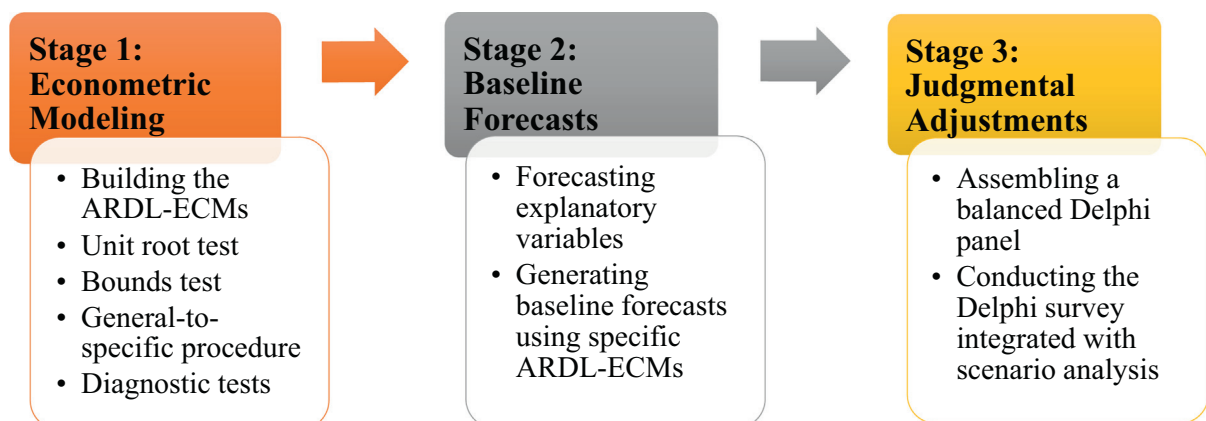 Stage 1:
Econometric
Modeling
• Building the
ARDL-ECMs
• Unit root test
• Bounds test
• General-to-
specific procedure
• Diagnostic tests
Stage 2:
Baseline
Forecasts
• Forecasting
explanatory
variables
• Generating
baseline forecasts
using specific
ARDL-ECMs
Stage 3:
Judgmental
Adjustments
• Assembling a
balanced Delphi
panel
• Conducting the
Delphi survey
integrated with
scenario analysis